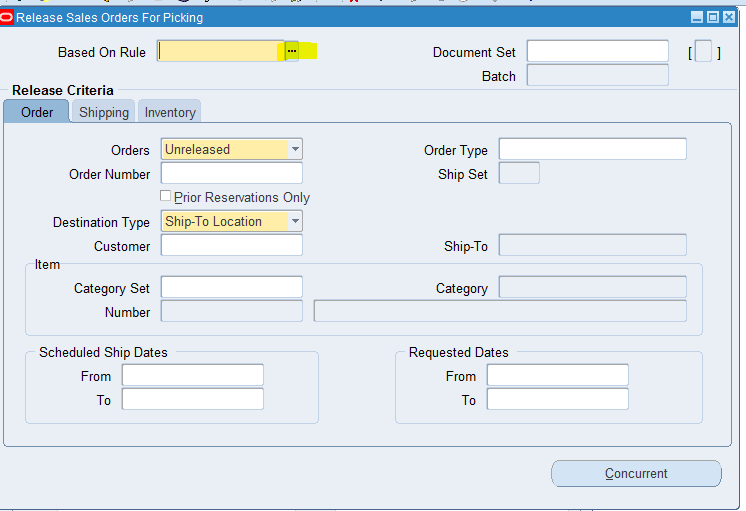 Release Sales Orders For Picking
Based On Rule ... Document Set [ ]
Batch
Release Criteria
Order Shipping Inventory
Orders Unreleased Order Type
Order Number Ship Set
Prior Reservations Only
Destination Type Ship-To Location
Customer Ship-To
Item
Category Set Category
Number
Scheduled Ship Dates Requested Dates
From From
To To
Concurrent